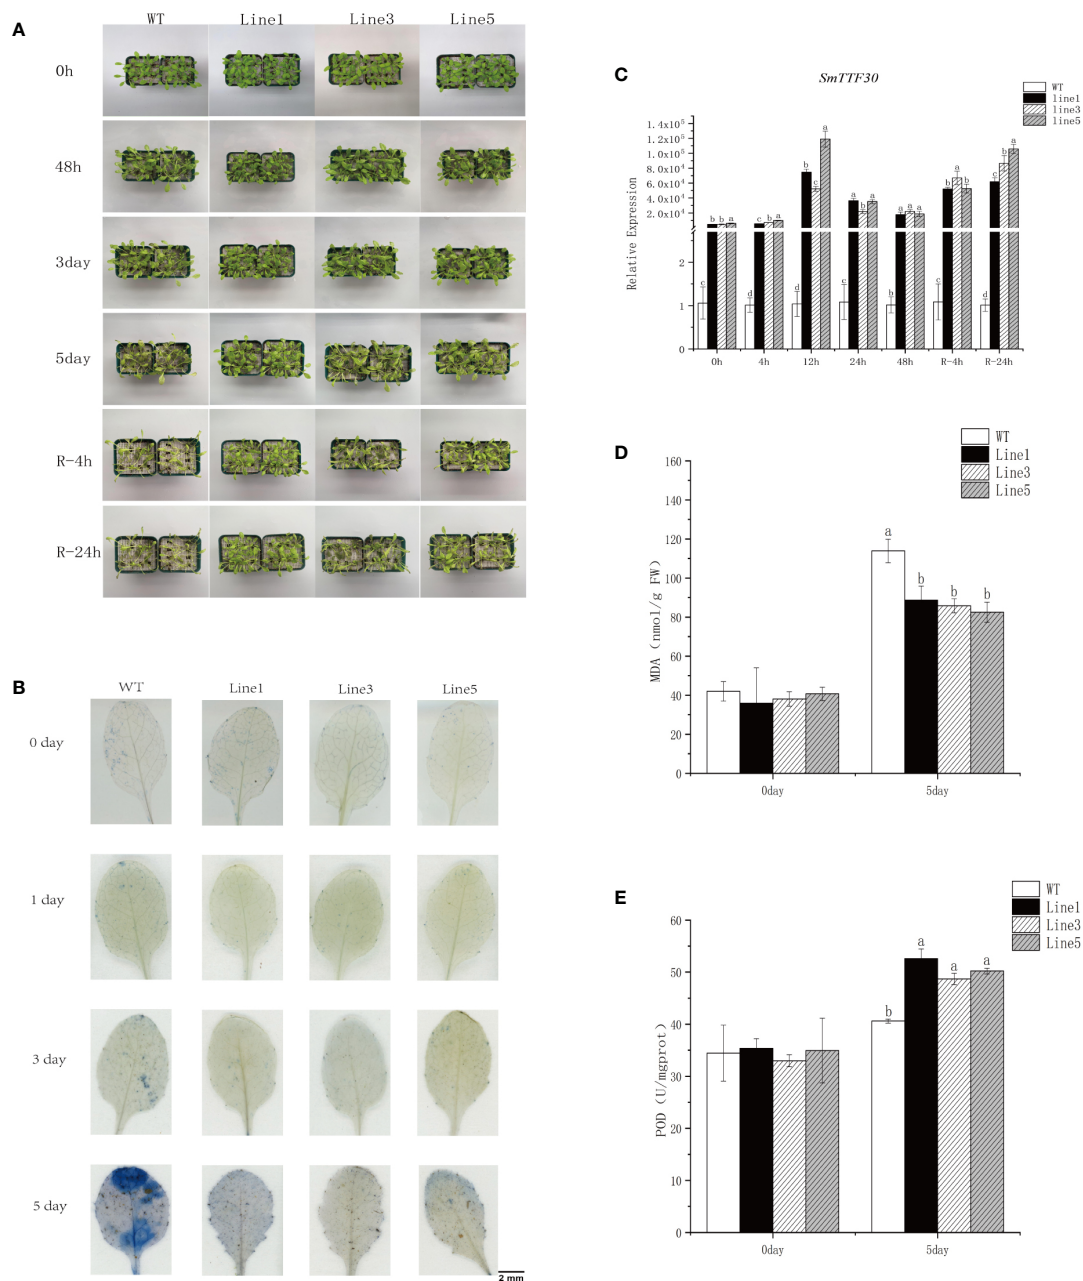 A
WT Line1 Line3 Line5
0h
48h
3day
5day
R-4h
R-24h
B
WT Line1 Line3 Line5
0 day
1 day
3 day
5 day
2 mm
C
SmTTF30
WT
line1
line3
line5
Relative Expression
1.4x10⁵
1.2x10⁵
1.0x10⁵
8.0x10⁴
6.0x10⁴
4.0x10⁴
2.0x10⁴
2
1
0
c b b a
d c b a
d b c a
c a b a
b a a a
c b a b
d c b a
0h 4h 12h 24h 48h R-4h R-24h
D
WT
Line1
Line3
Line5
MDA (nmol/g FW)
160
140
120
100
80
60
40
20
0
a b b b
0day 5day
E
WT
Line1
Line3
Line5
POD (U/mgprot)
60
50
40
30
20
10
0
b a a a
0day 5day